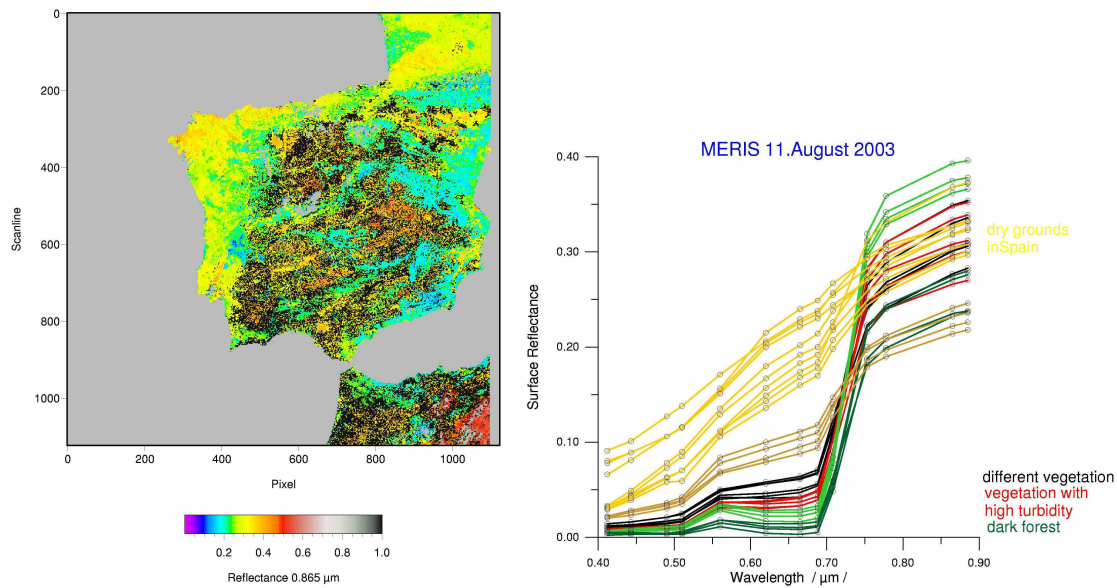 0
200
400
600
800
1000
Scanline
0
200
400
600
800
1000
Pixel
0.2
0.4
0.6
0.8
1.0
Reflectance 0.865 µm
MERIS 11.August 2003
0.40
0.30
0.20
0.10
0.00
Surface Reflectance
0.40
0.50
0.60
0.70
0.80
0.90
Wavelength / µm /
dry grounds
inSpain
different vegetation
vegetation with
high turbidity
dark forest